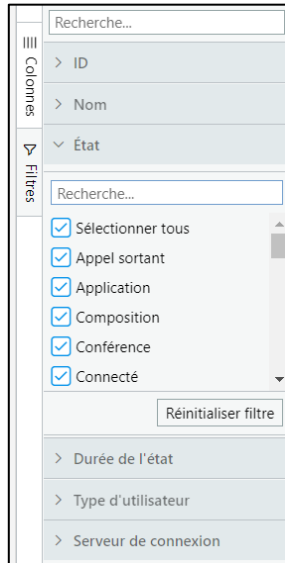 Recherche...
Colonnes
Filtres
ID
Nom
État
Recherche...
Sélectionner tous
Appel sortant
Application
Composition
Conférence
Connecté
Réinitialiser filtre
Durée de l'état
Type d'utilisateur
Serveur de connexion